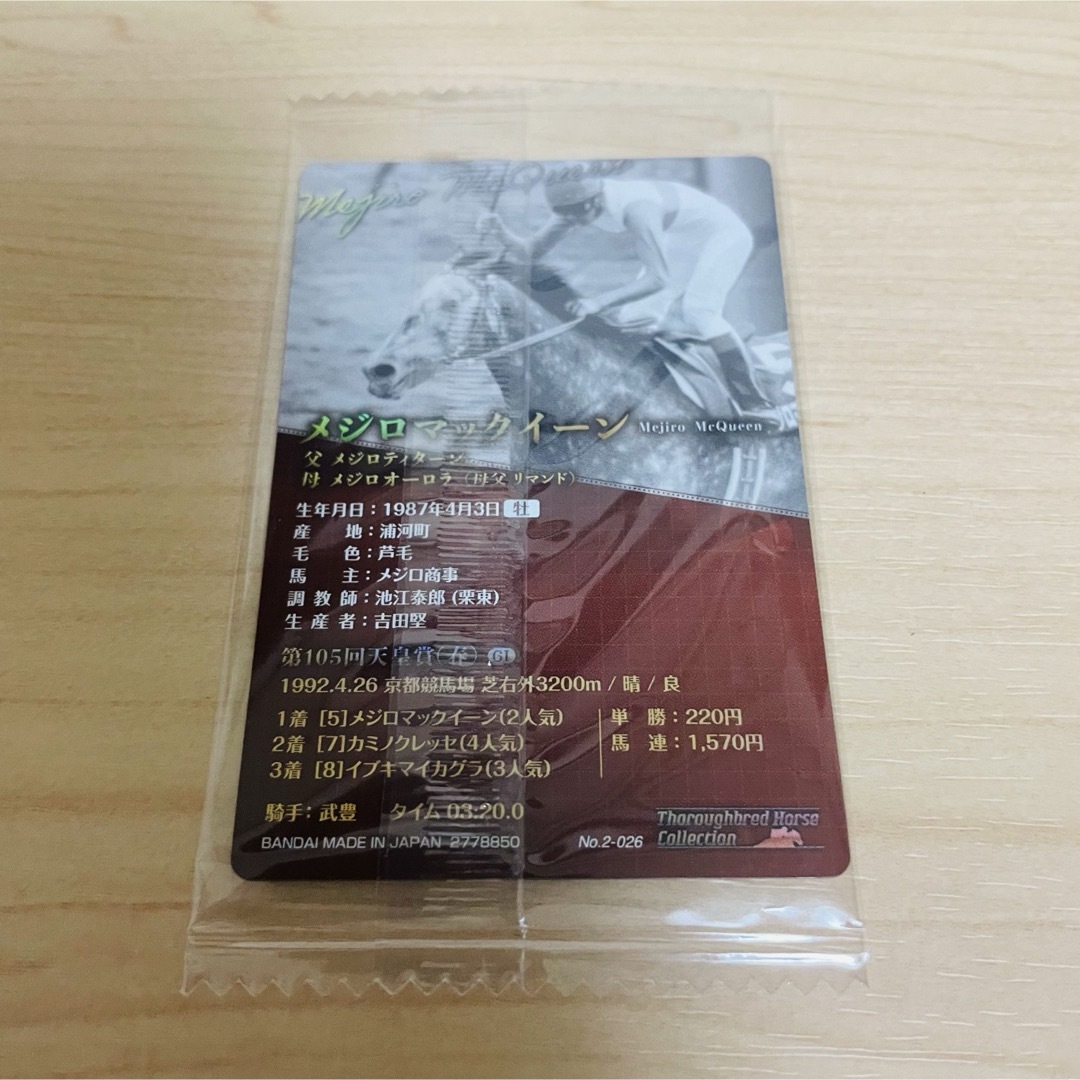 Mejiro McQueen
メジロマックイーン Mejiro McQueen
父 メジロティターン
母 メジロオーロラ（母父 リマンド）
生年月日：1987年4月3日 牡
産　地：浦河町
毛　色：芦毛
馬　主：メジロ商事
調教師：池江泰郎(栗東)
生産者：吉田堅
第105回天皇賞（春）GI
1992.4.26 京都競馬場 芝右外3200m / 晴 / 良
1着 [5]メジロマックイーン(2人気) 単　勝：220円
2着 [7]カミノクレッセ(4人気) 馬　連：1,570円
3着 [8]イブキマイカグラ(3人気)
騎手：武豊　タイム 03:20.0
Thoroughbred Horse
Collection
BANDAI MADE IN JAPAN 2778850 No.2-026